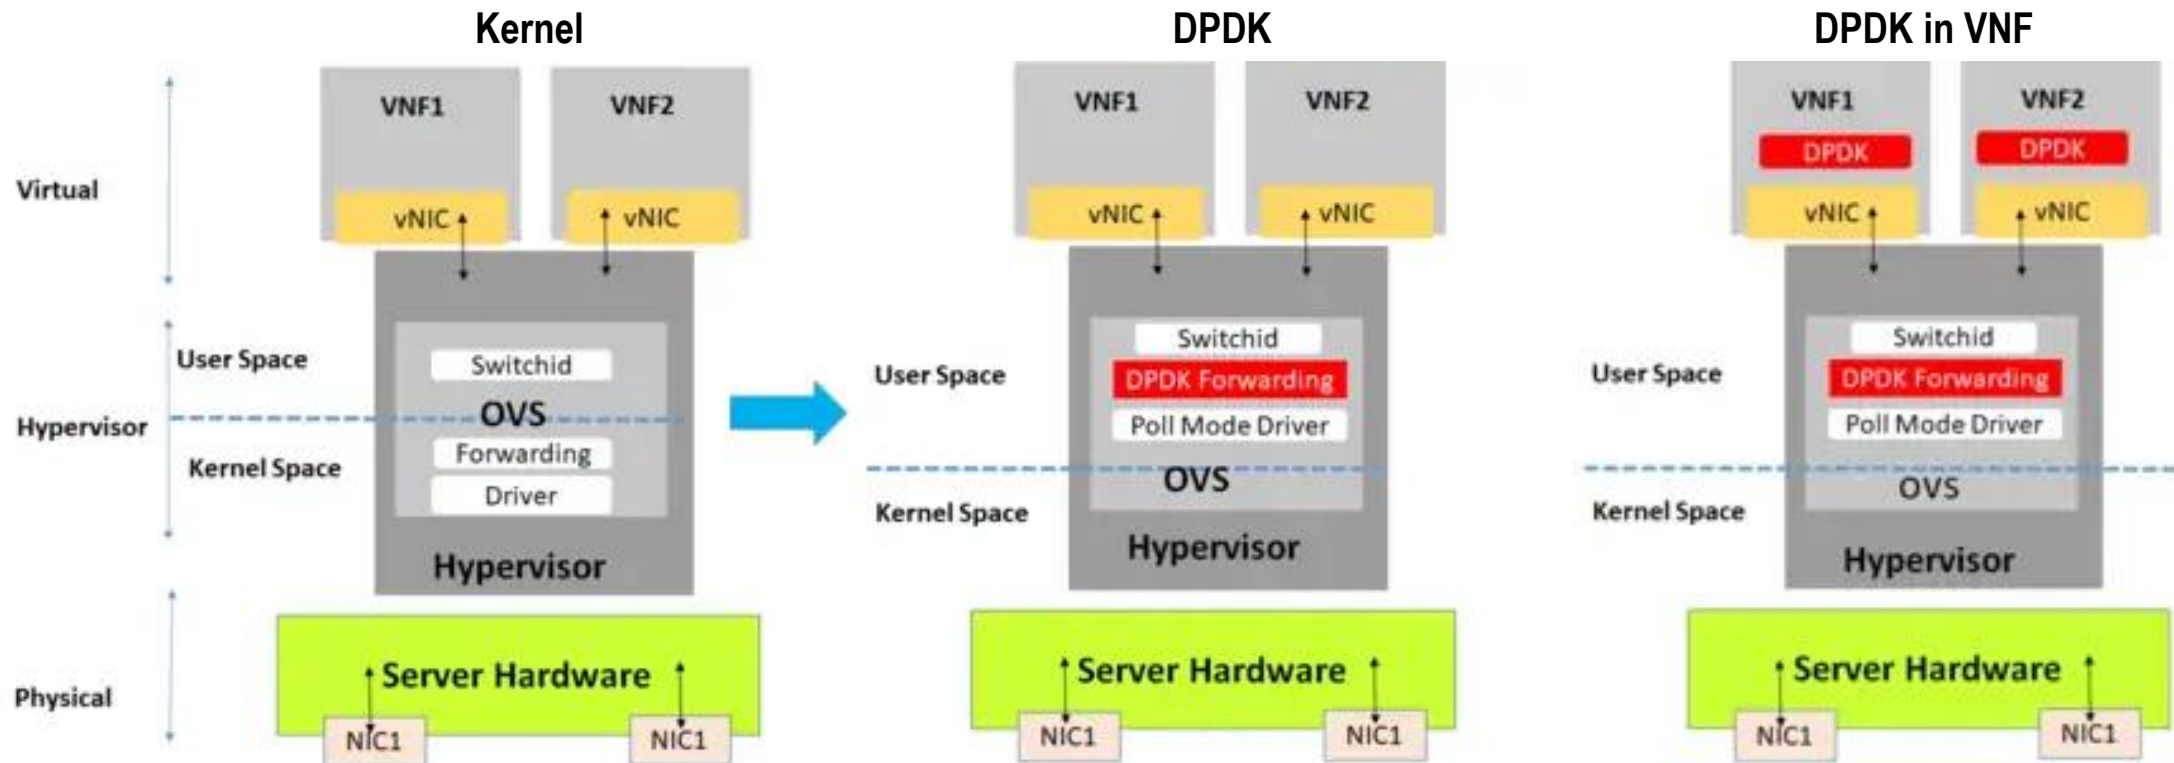 Kernel
DPDK
DPDK in VNF
VNF1
VNF2
vNIC
vNIC
Virtual
User Space
Hypervisor
Kernel Space
Switchid
OVS
Forwarding
Driver
Hypervisor
Physical
Server Hardware
NIC1
NIC1
VNF1
VNF2
vNIC
vNIC
User Space
Kernel Space
Switchid
DPDK Forwarding
Poll Mode Driver
OVS
Hypervisor
Server Hardware
NIC1
NIC1
VNF1
VNF2
DPDK
DPDK
vNIC
vNIC
User Space
Kernel Space
Switchid
DPDK Forwarding
Poll Mode Driver
OVS
Hypervisor
Server Hardware
NIC1
NIC1